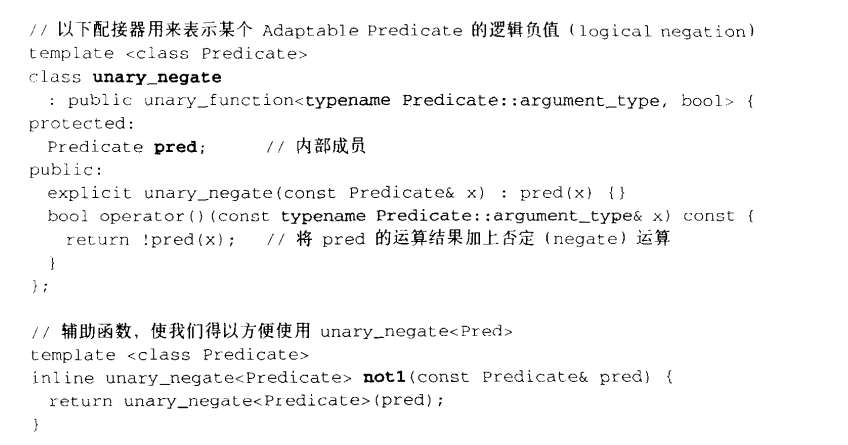 // 以下配接器用来表示某个 Adaptable Predicate 的逻辑负值 (logical negation)
template <class Predicate>
class unary_negate
  : public unary_function<typename Predicate::argument_type, bool> {
protected:
  Predicate pred;      // 内部成员
public:
  explicit unary_negate(const Predicate& x) : pred(x) {}
  bool operator()(const typename Predicate::argument_type& x) const {
    return !pred(x);   // 将 pred 的运算结果加上否定 (negate) 运算
  }
};
// 辅助函数, 使我们得以方便使用 unary_negate<Pred>
template <class Predicate>
inline unary_negate<Predicate> not1(const Predicate& pred) {
  return unary_negate<Predicate>(pred);
}